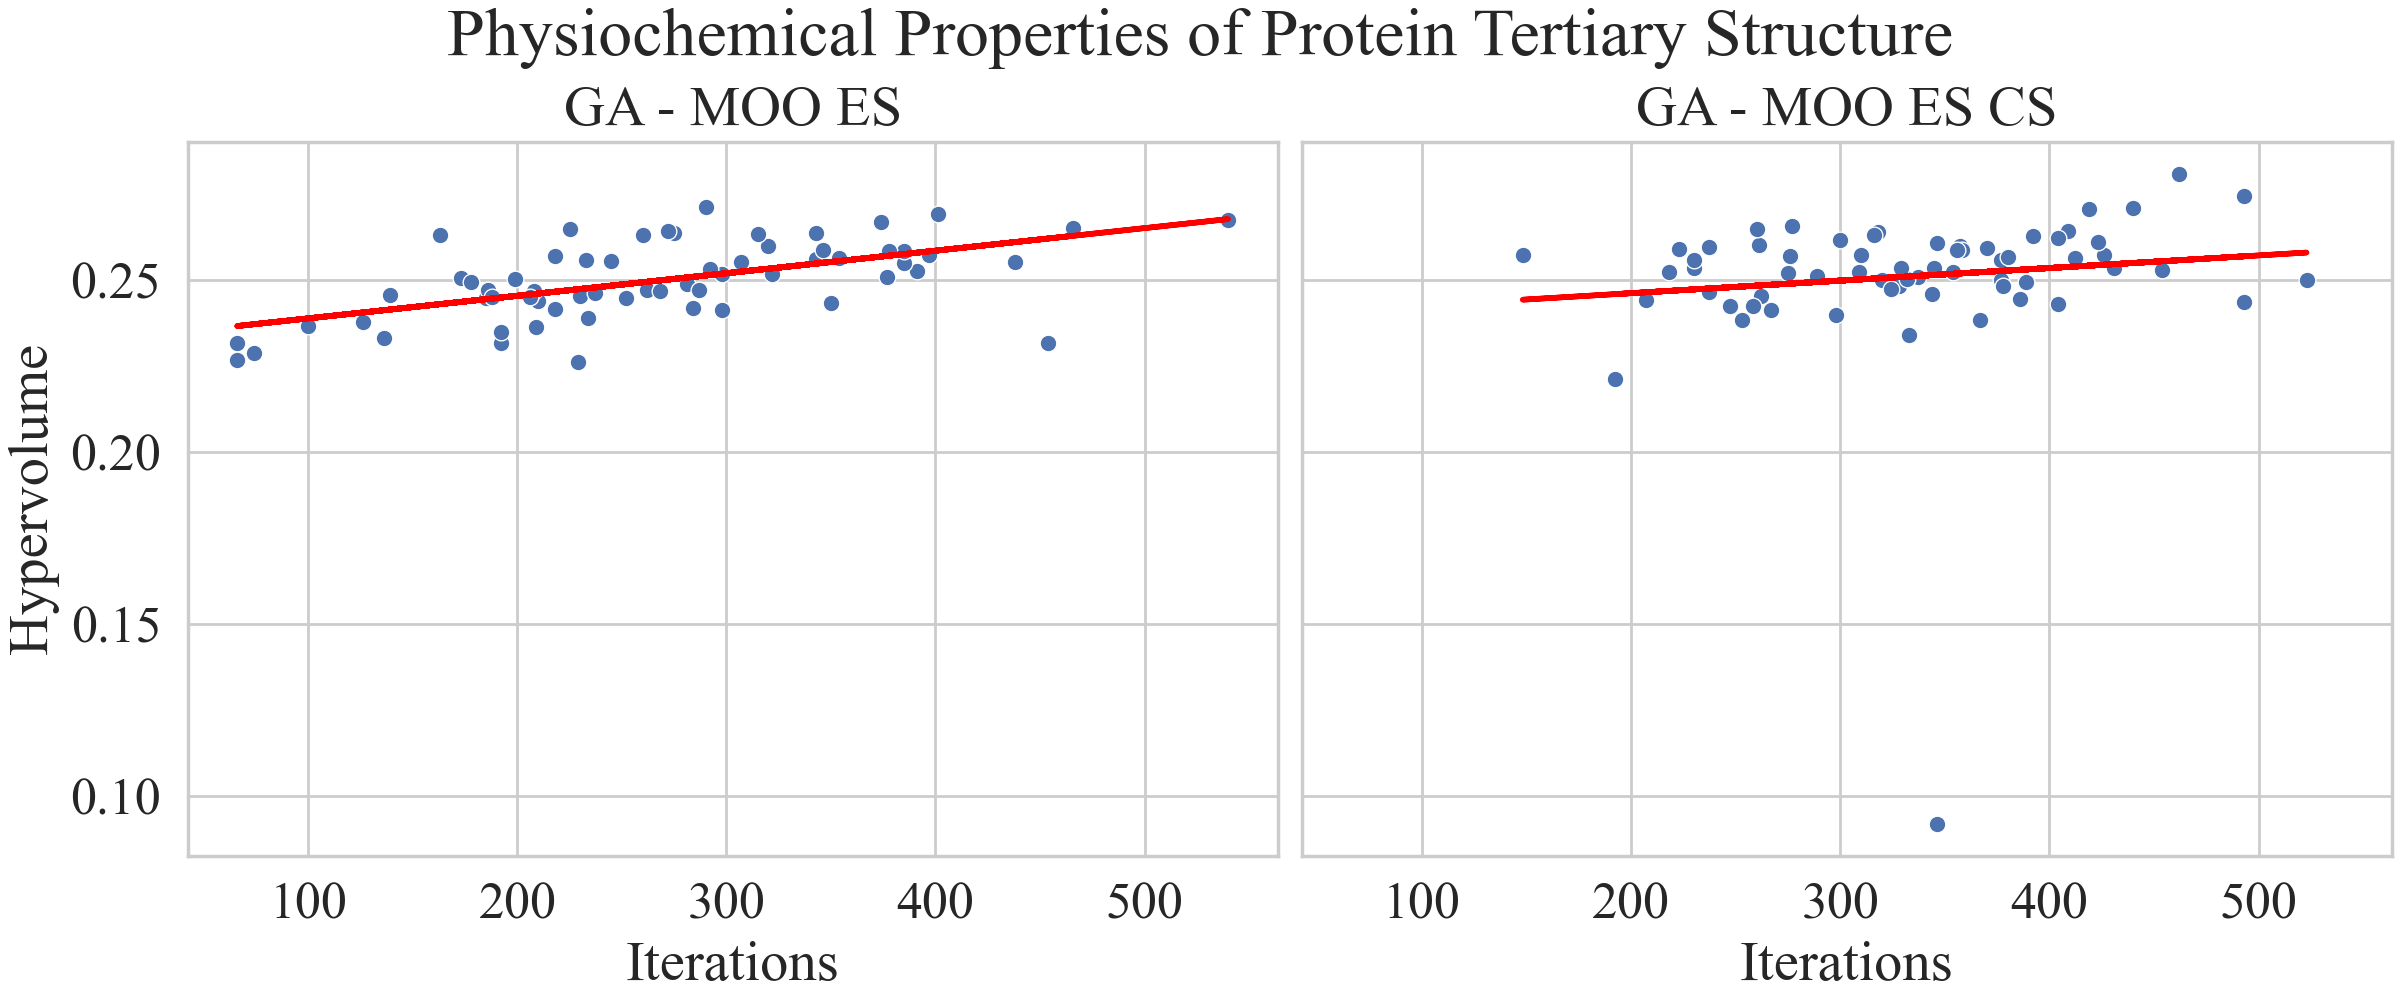 Physiochemical Properties of Protein Tertiary Structure
GA - MOO ES
GA - MOO ES CS
Hypervolume
0.25
0.20
0.15
0.10
100 200 300 400 500
100 200 300 400 500
Iterations
Iterations